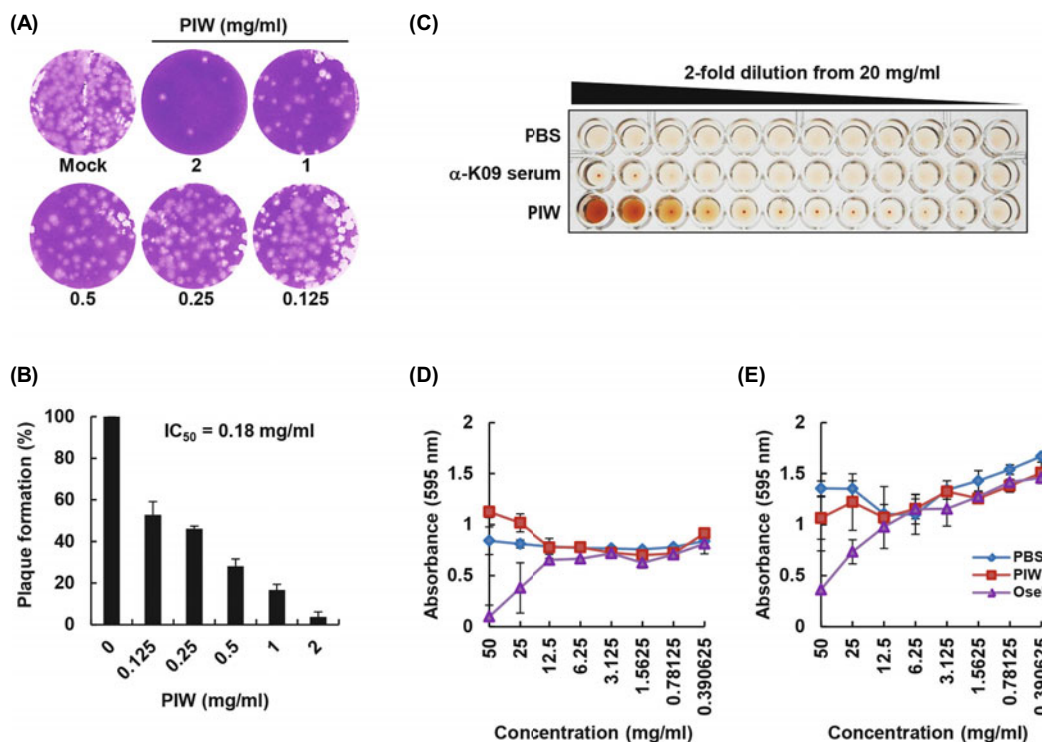 (A)
PIW (mg/ml)
Mock
2
1
0.5
0.25
0.125
(C)
2-fold dilution from 20 mg/ml
PBS
α-K09 serum
PIW
(B)
Plaque formation (%)
100
80
60
40
20
0
IC50 = 0.18 mg/ml
0
0.125
0.25
0.5
1
2
PIW (mg/ml)
(D)
Absorbance (595 nm)
2
1.5
1
0.5
0
50
25
12.5
6.25
3.125
1.5625
0.78125
0.390625
Concentration (mg/ml)
(E)
Absorbance (595 nm)
2
1.5
1
0.5
0
PBS
PIW
50
25
12.5
6.25
3.125
1.5625
0.78125
0.390625
Concentration (mg/ml)